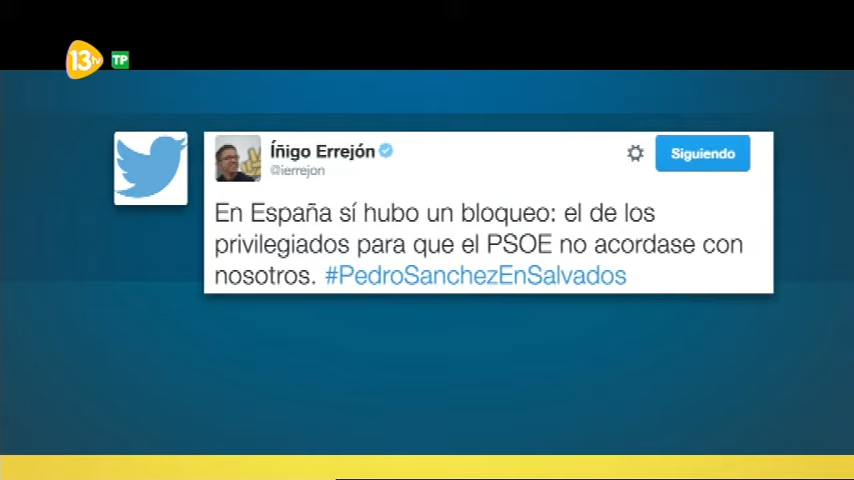 13tv
TP
Íñigo Errejón
@ierrejon
Siguiendo
En España sí hubo un bloqueo: el de los
privilegiados para que el PSOE no acordase con
nosotros. #PedroSanchezEnSalvados